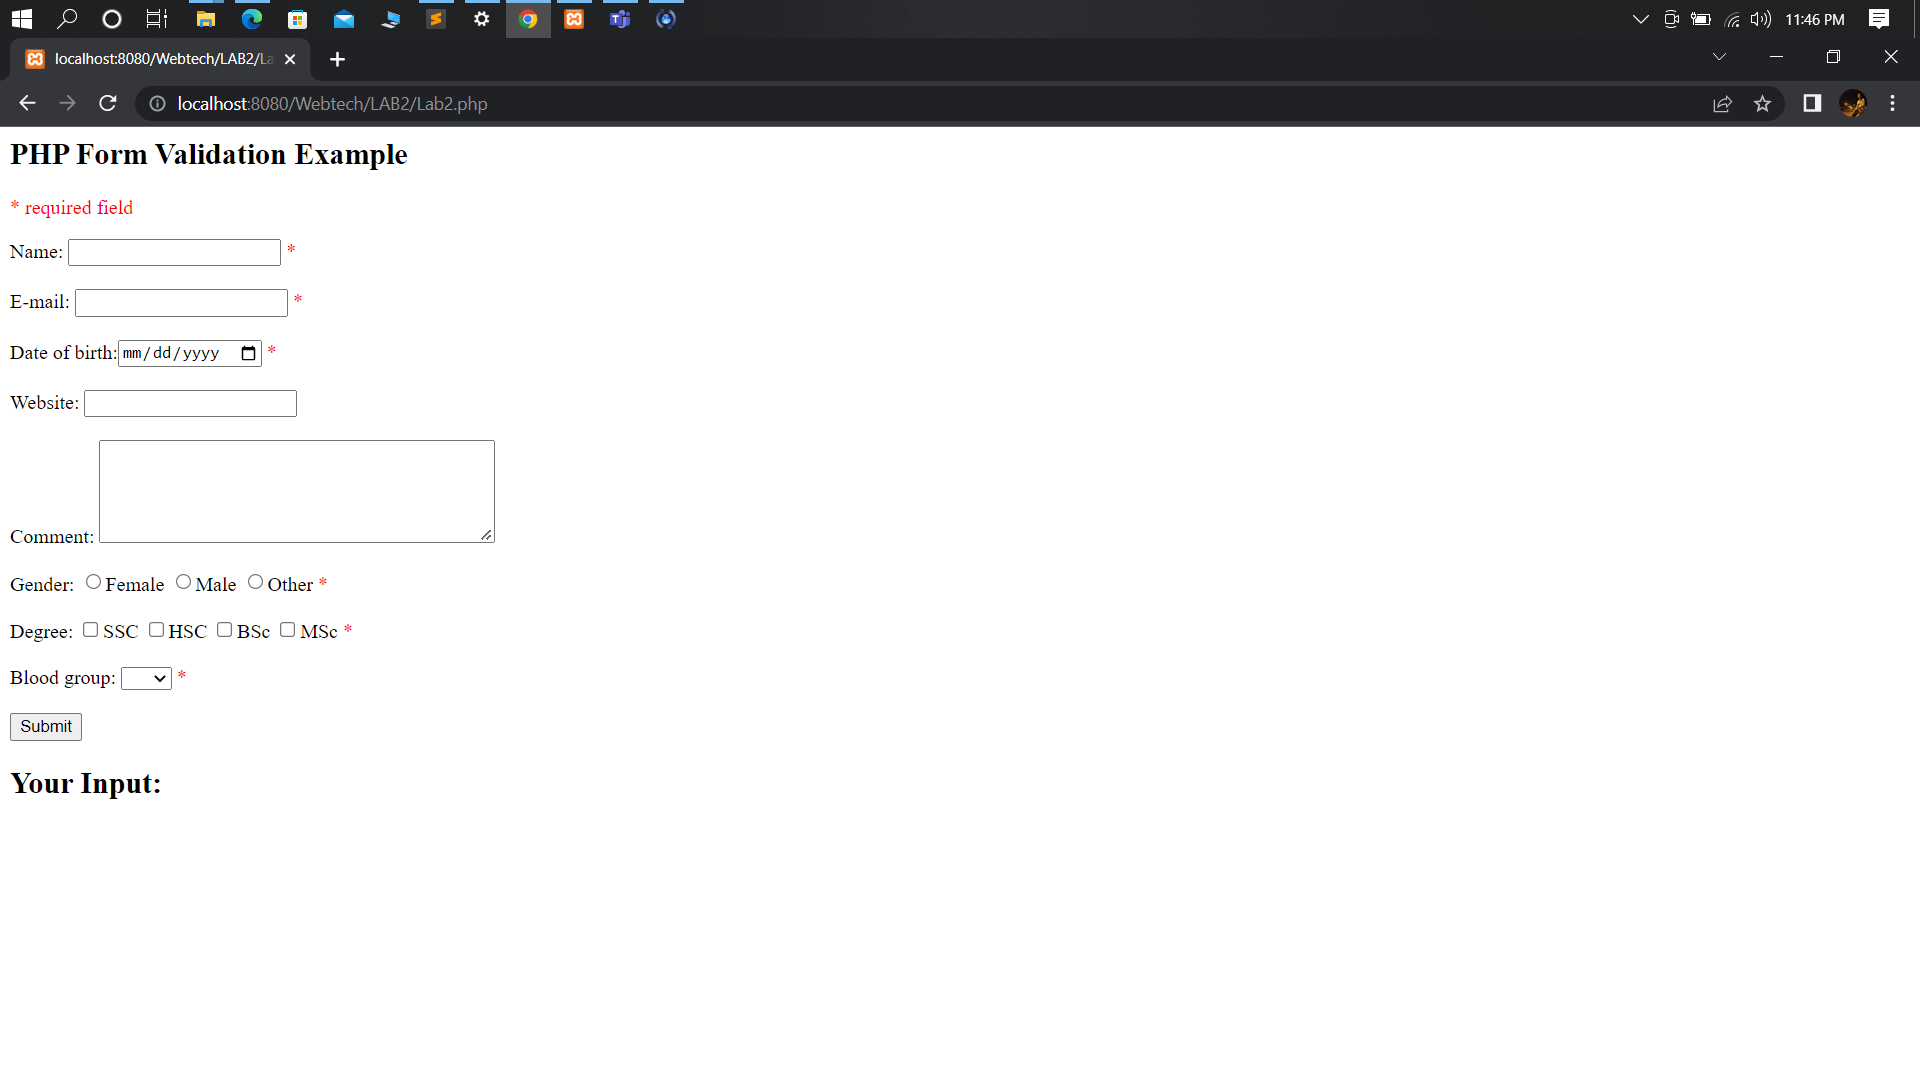 11:46 PM
localhost:8080/Webtech/LAB2/La
localhost:8080/Webtech/LAB2/Lab2.php
PHP Form Validation Example
* required field
Name: *
E-mail: *
Date of birth: mm/dd/yyyy *
Website:
Comment:
Gender: Female Male Other *
Degree: SSC HSC BSc MSc *
Blood group: *
Submit
Your Input: